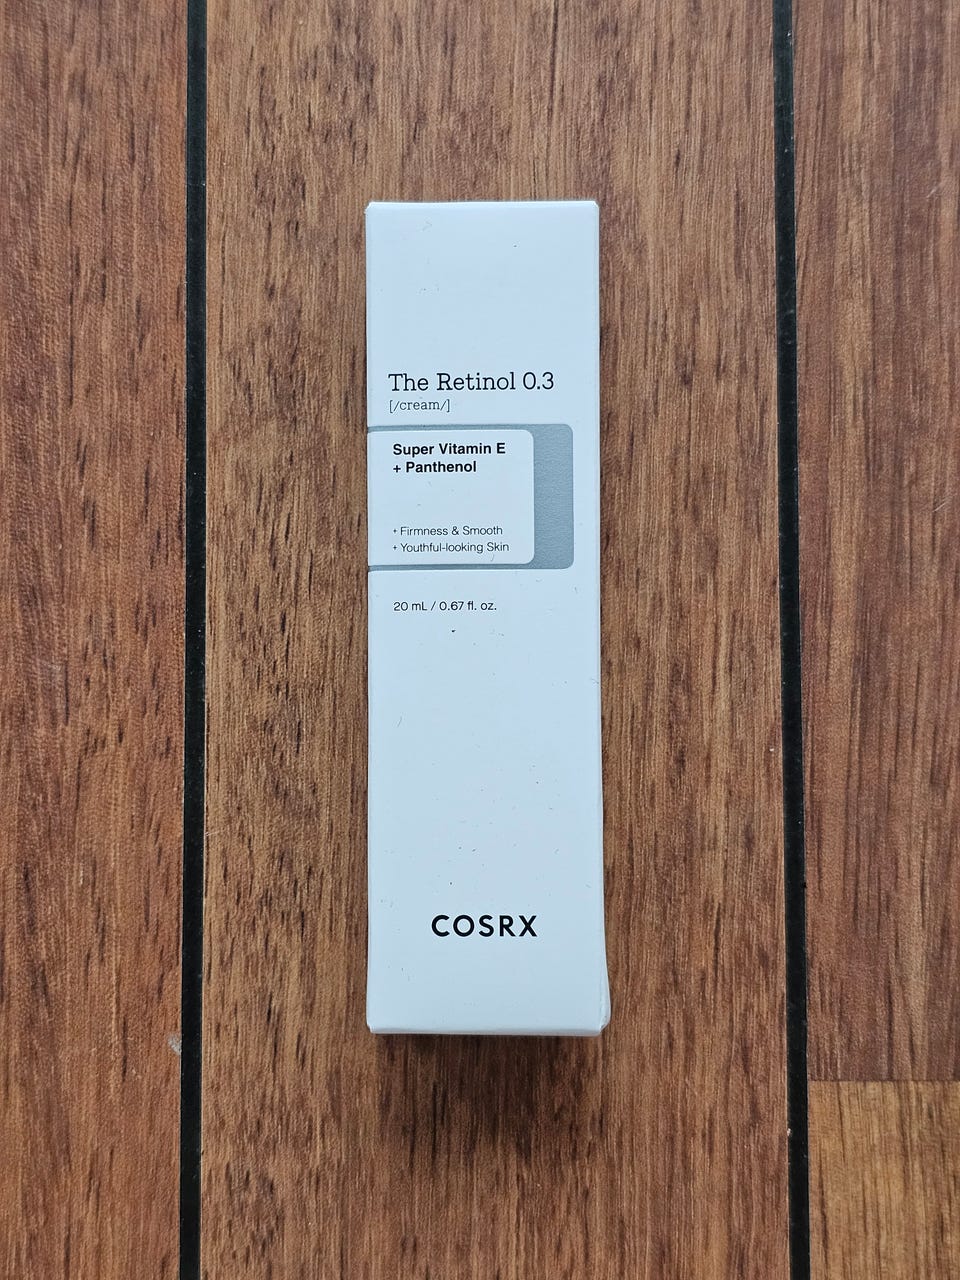 The Retinol 0.3
[/cream/]
Super Vitamin E
+ Panthenol
+ Firmness & Smooth
+ Youthful-looking Skin
20 mL / 0.67 fl. oz.
COSRX